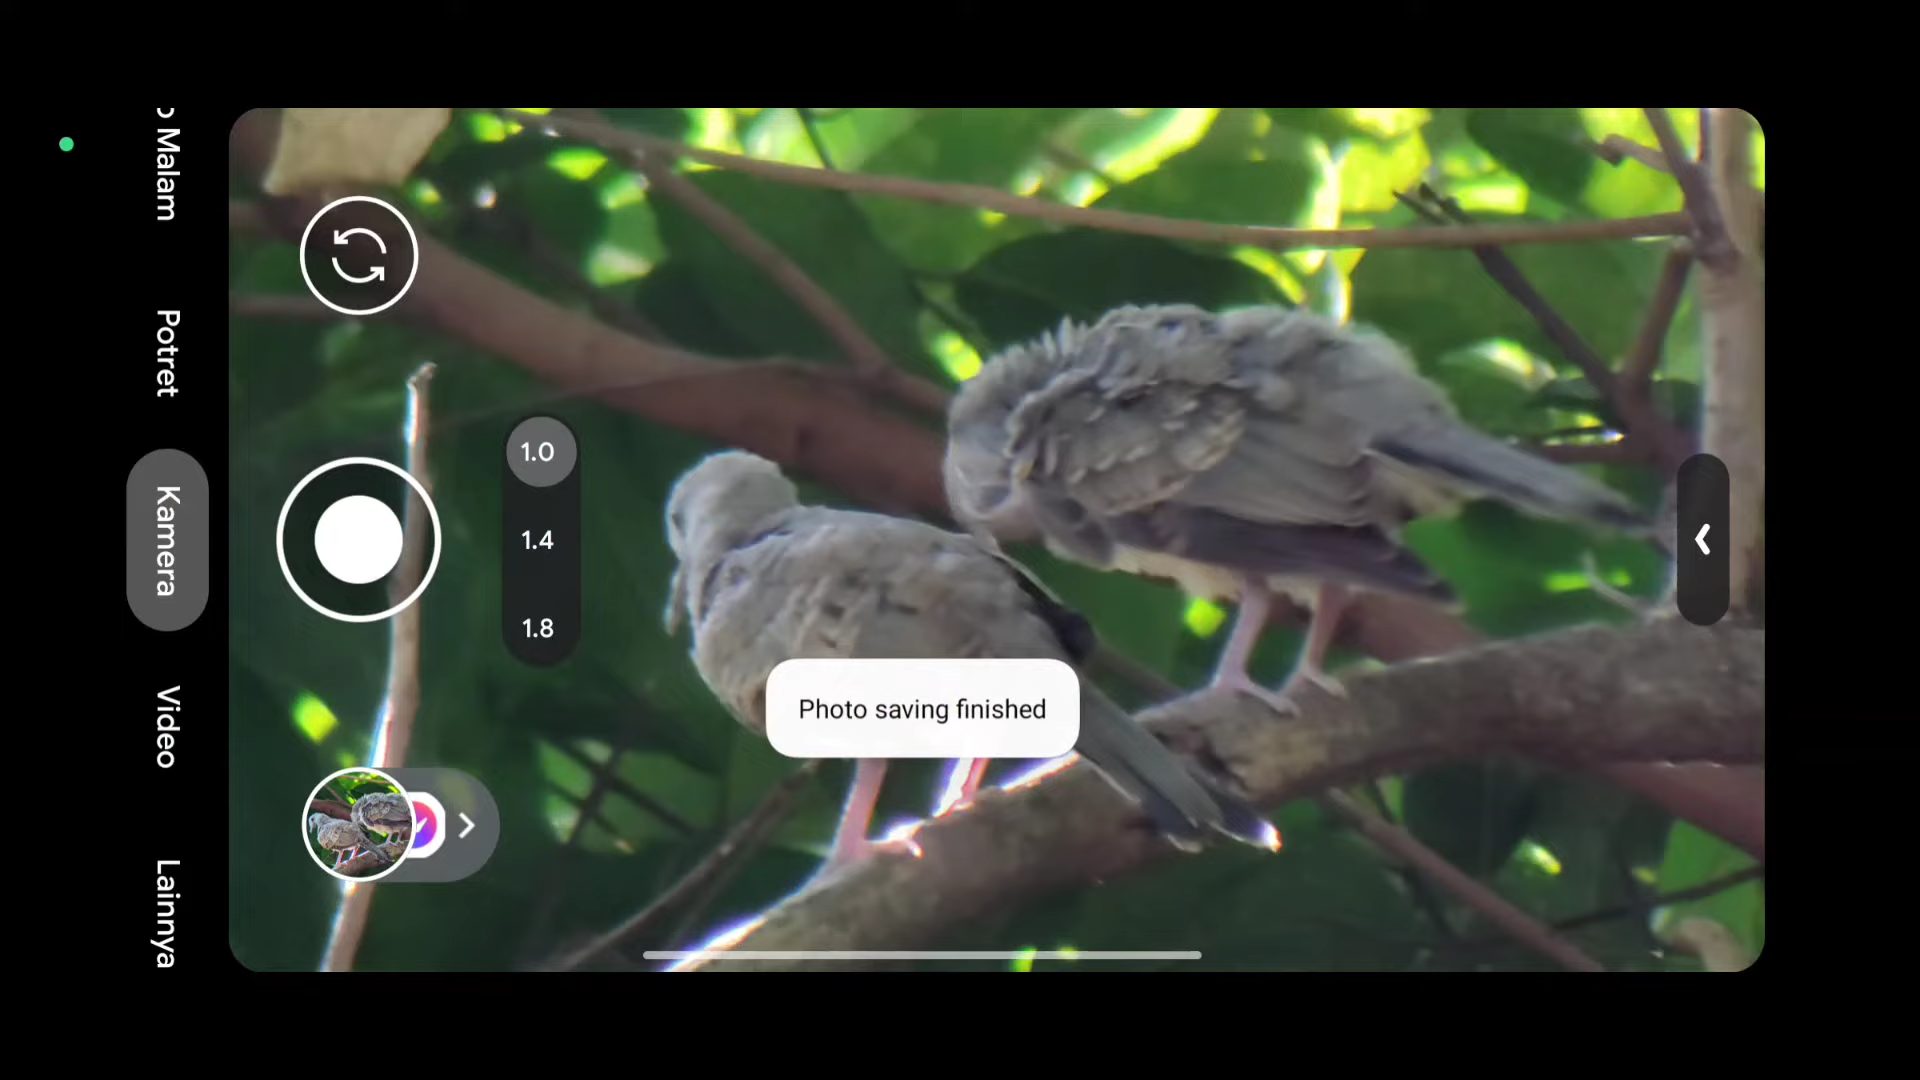 o Malam
Potret
Kamera
Video
Lainnya
1.0
1.4
1.8
Photo saving finished